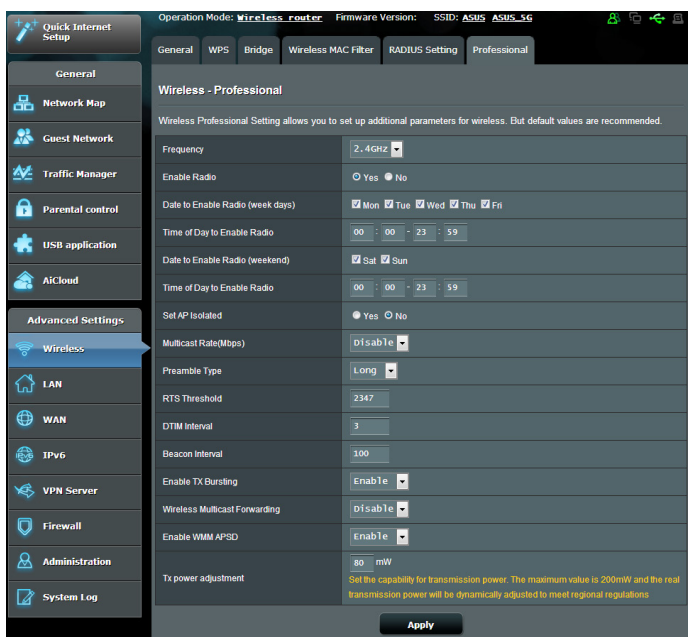 Quick Internet
Setup
Operation Mode: Wireless router Firmware Version: SSID: ASUS ASUS_5G
General WPS Bridge Wireless MAC Filter RADIUS Setting Professional
General
Network Map
Guest Network
Traffic Manager
Parental control
USB application
AiCloud
Advanced Settings
Wireless
LAN
WAN
IPv6
VPN Server
Firewall
Administration
System Log
Wireless - Professional
Wireless Professional Setting allows you to set up additional parameters for wireless. But default values are recommended.
Frequency 2.4GHz
Enable Radio Yes No
Date to Enable Radio (week days) Mon Tue Wed Thu Fri
Time of Day to Enable Radio 00 : 00 - 23 : 59
Date to Enable Radio (weekend) Sat Sun
Time of Day to Enable Radio 00 : 00 - 23 : 59
Set AP Isolated Yes No
Multicast Rate(Mbps) Disable
Preamble Type Long
RTS Threshold 2347
DTIM Interval 3
Beacon Interval 100
Enable TX Bursting Enable
Wireless Multicast Forwarding Disable
Enable WMM APSD Enable
Tx power adjustment 80 mW
Set the capability for transmission power. The maximum value is 200mW and the real
transmission power will be dynamically adjusted to meet regional regulations
Apply